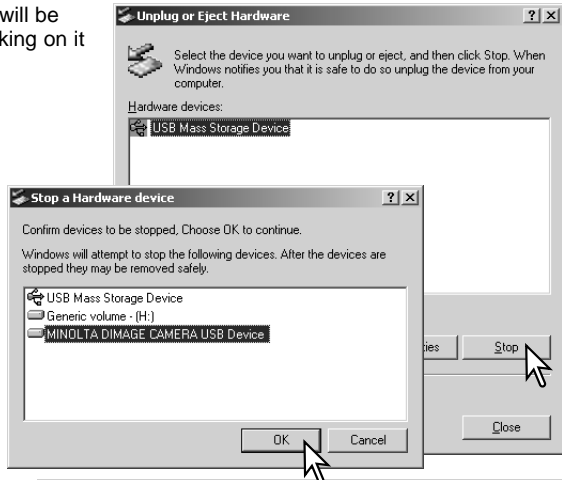 will be
king on it
Unplug or Eject Hardware
Select the device you want to unplug or eject, and then click Stop. When
Windows notifies you that it is safe to do so unplug the device from your
computer.
Hardware devices:
USB Mass Storage Device
Stop a Hardware device
Confirm devices to be stopped, Choose OK to continue.
Windows will attempt to stop the following devices. After the devices are
stopped they may be removed safely.
USB Mass Storage Device
Generic volume - (H:)
MINOLTA DIMAGE CAMERA USB Device
ties
Stop
Close
OK
Cancel